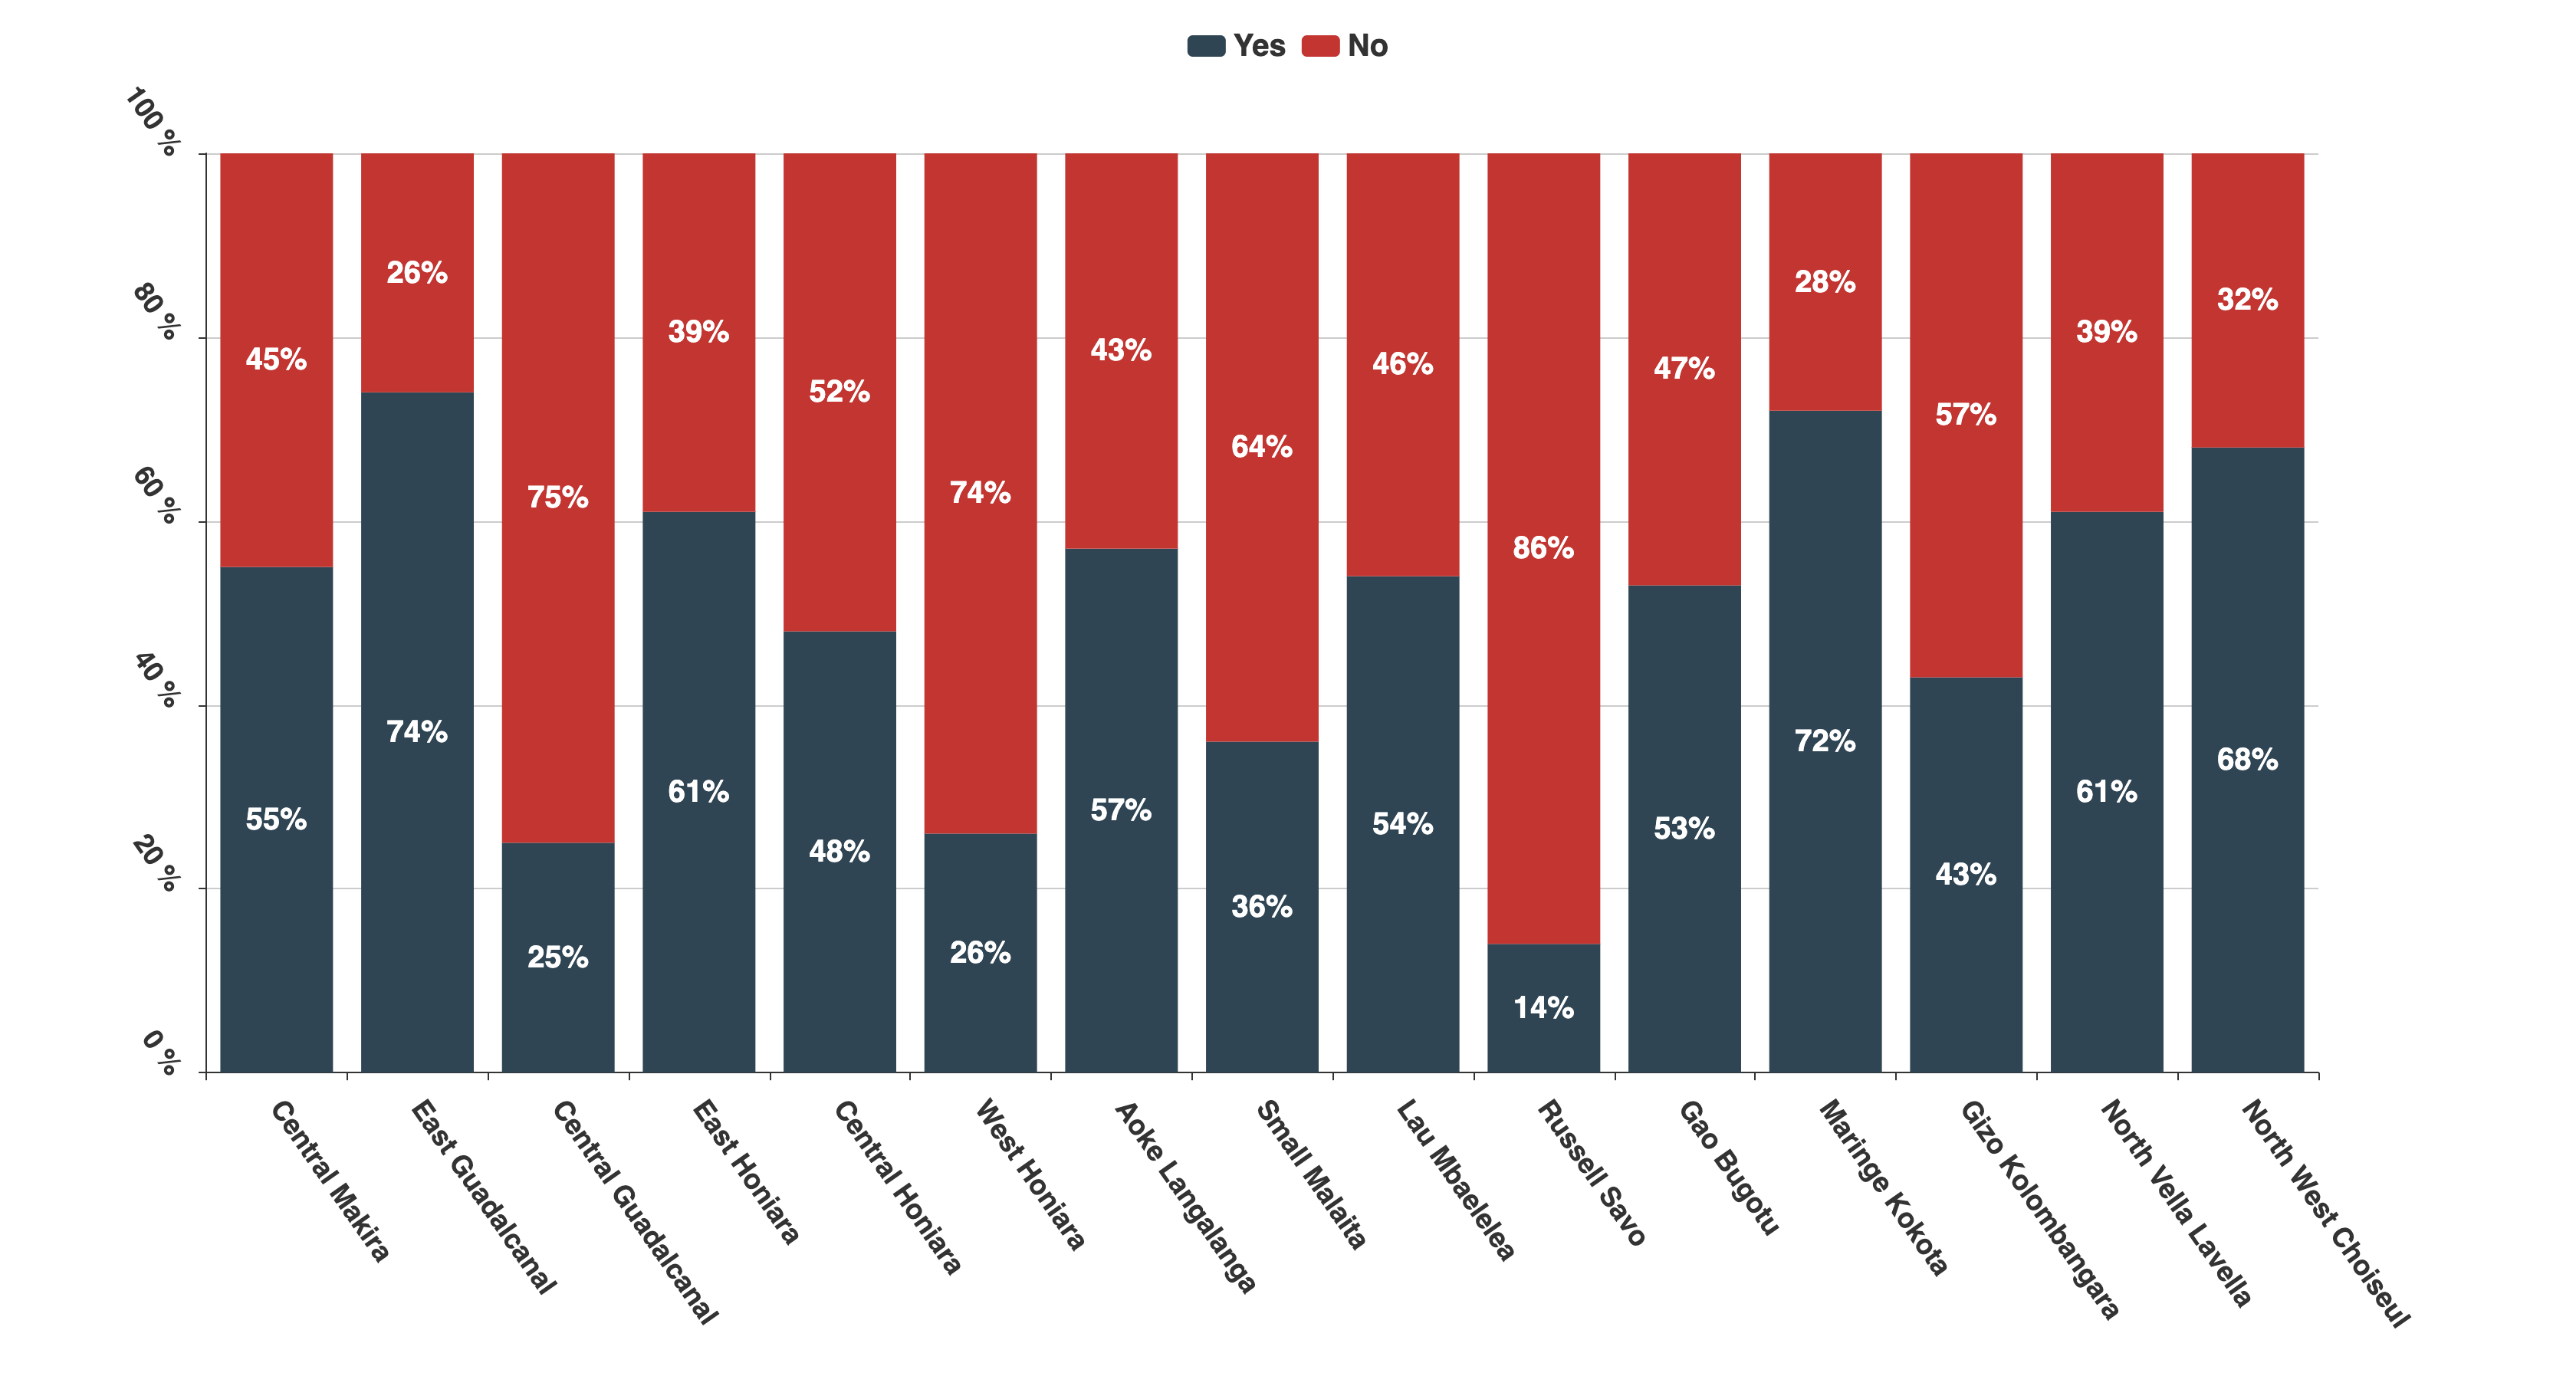 Yes No
100 %
80 %
60 %
40 %
20 %
0 %
45% 26% 75% 39% 52% 74% 43% 64% 46% 86% 47% 28% 57% 39% 32%
55% 74% 25% 61% 48% 26% 57% 36% 54% 14% 53% 72% 43% 61% 68%
Central Makira
East Guadalcanal
Central Guadalcanal
East Honiara
Central Honiara
West Honiara
Aoke Langalanga
Small Malaita
Lau Mbaelelea
Russell Savo
Gao Bugotu
Maringe Kokota
Gizo Kolombangara
North Vella Lavella
North West Choiseul